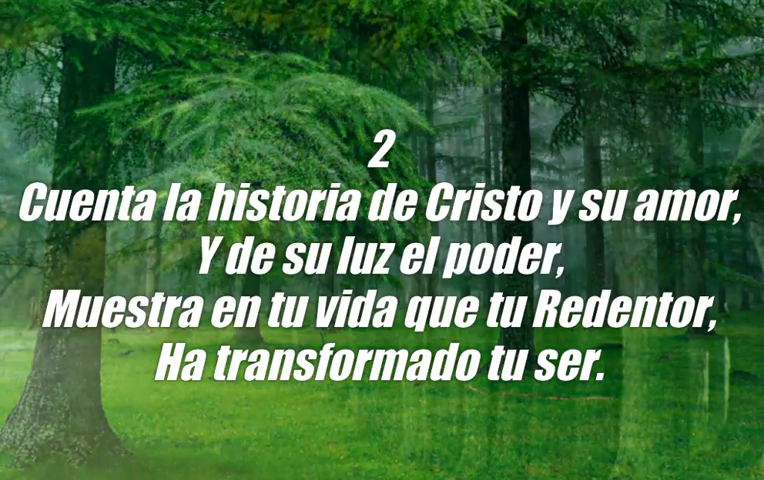 2
Cuenta la historia de Cristo y su amor,
Y de su luz el poder,
Muestra en tu vida que tu Redentor,
Ha transformado tu ser.